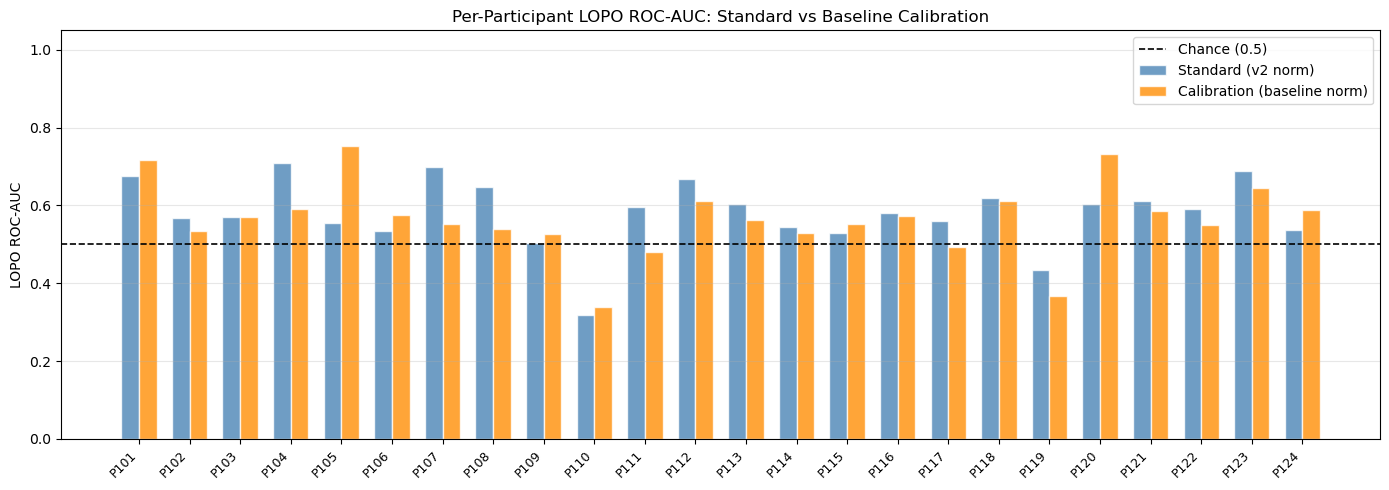 Per-Participant LOPO ROC-AUC: Standard vs Baseline Calibration
Chance (0.5)
Standard (v2 norm)
Calibration (baseline norm)
LOPO ROC-AUC
1.0
0.8
0.6
0.4
0.2
0.0
P101
P102
P103
P104
P105
P106
P107
P108
P109
P110
P111
P112
P113
P114
P115
P116
P117
P118
P119
P120
P121
P122
P123
P124